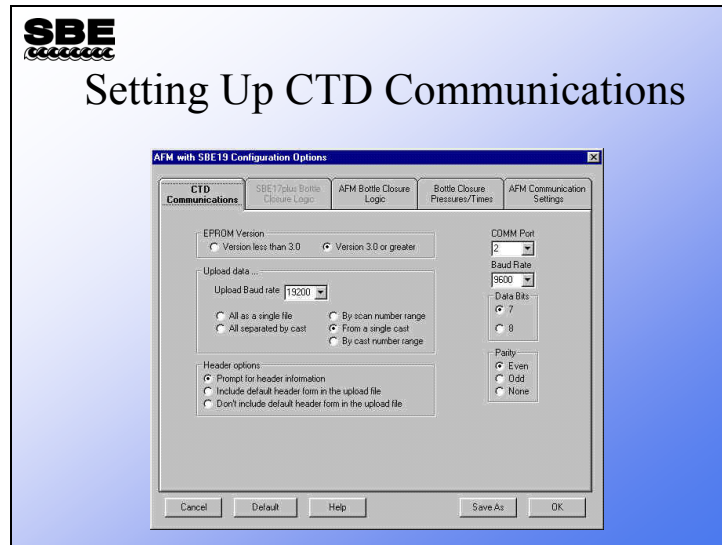 SBE
Setting Up CTD Communications
AFM with SBE19 Configuration Options
CTD Communications
SBE17plus Bottle Closure Logic
AFM Bottle Closure Logic
Bottle Closure Pressures/Times
AFM Communication Settings
EPROM Version
Version less than 3.0
Version 3.0 or greater
Upload data ...
Upload Baud rate 19200
All as a single file
All separated by cast
By scan number range
From a single cast
By cast number range
Header options
Prompt for header information
Include default header form in the upload file
Don't include default header form in the upload file
COMM Port
2
Baud Rate
9600
Data Bits
7
8
Parity
Even
Odd
None
Cancel
Default
Help
Save As
OK